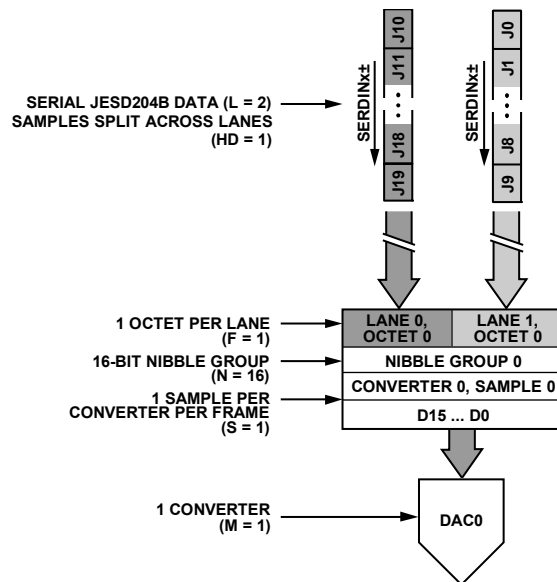 J10
J11
J18
J19
SERDINx±
J0
J1
J8
J9
SERDINx±
SERIAL JESD204B DATA (L = 2)
SAMPLES SPLIT ACROSS LANES
(HD = 1)
1 OCTET PER LANE
(F = 1)
LANE 0,
OCTET 0
LANE 1,
OCTET 0
16-BIT NIBBLE GROUP
(N = 16)
NIBBLE GROUP 0
1 SAMPLE PER
CONVERTER PER FRAME
(S = 1)
CONVERTER 0, SAMPLE 0
D15 ... D0
1 CONVERTER
(M = 1)
DAC0